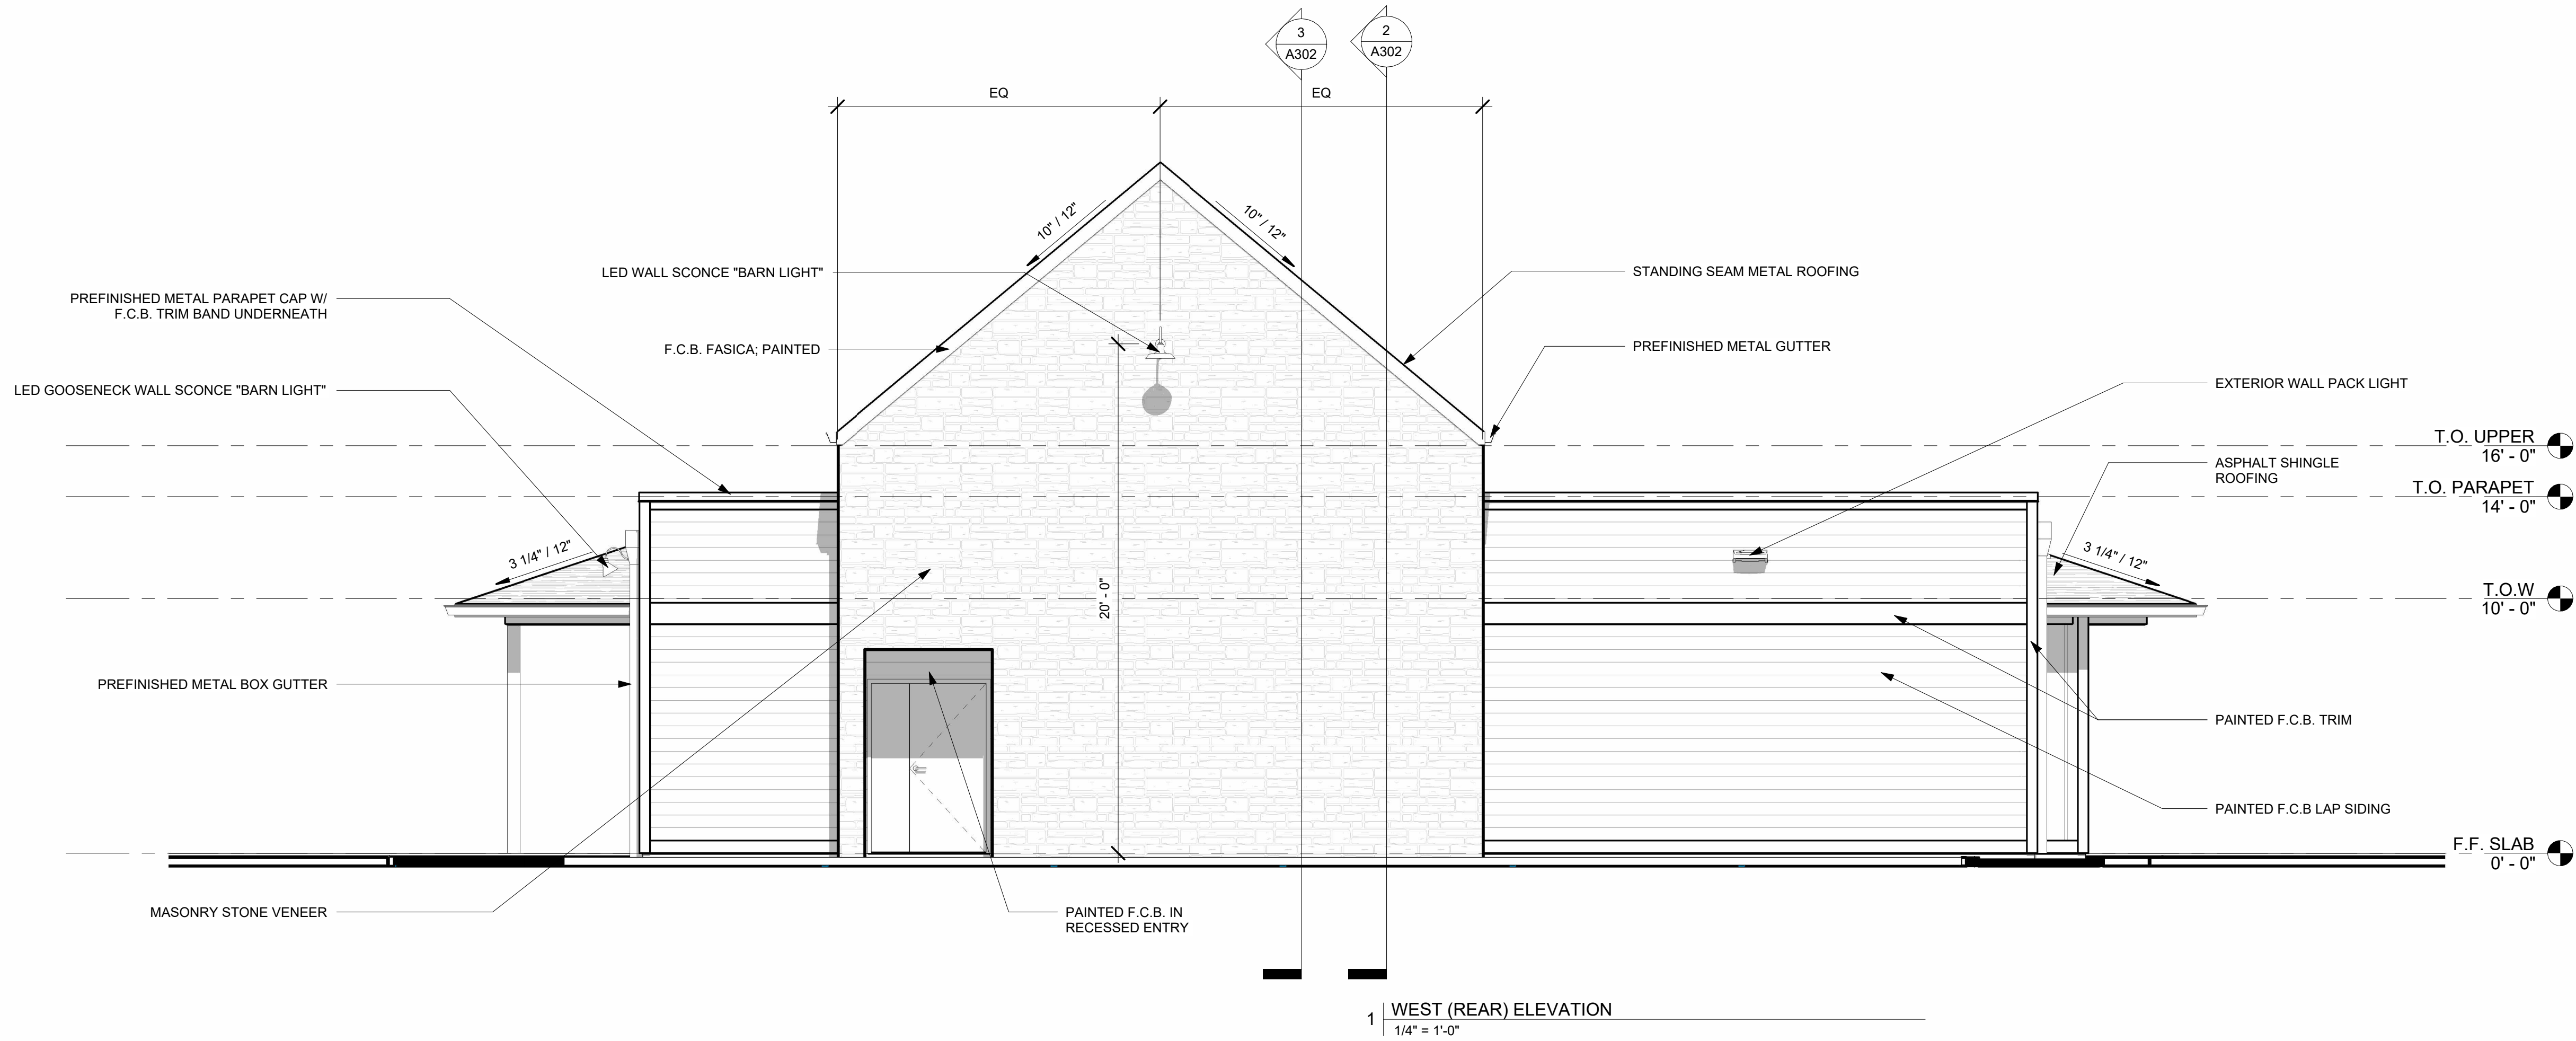 3
A302
2
A302
EQ
EQ
10" / 12"
10" / 12"
LED WALL SCONCE "BARN LIGHT"
STANDING SEAM METAL ROOFING
PREFINISHED METAL PARAPET CAP W/
F.C.B. TRIM BAND UNDERNEATH
F.C.B. FASICA; PAINTED
PREFINISHED METAL GUTTER
LED GOOSENECK WALL SCONCE "BARN LIGHT"
EXTERIOR WALL PACK LIGHT
T.O. UPPER
16' - 0"
ASPHALT SHINGLE
ROOFING
T.O. PARAPET
14' - 0"
3 1/4" / 12"
3 1/4" / 12"
T.O.W
10' - 0"
20' - 0"
PREFINISHED METAL BOX GUTTER
PAINTED F.C.B. TRIM
PAINTED F.C.B LAP SIDING
F.F. SLAB
0' - 0"
MASONRY STONE VENEER
PAINTED F.C.B. IN
RECESSED ENTRY
1
WEST (REAR) ELEVATION
1/4" = 1'-0"